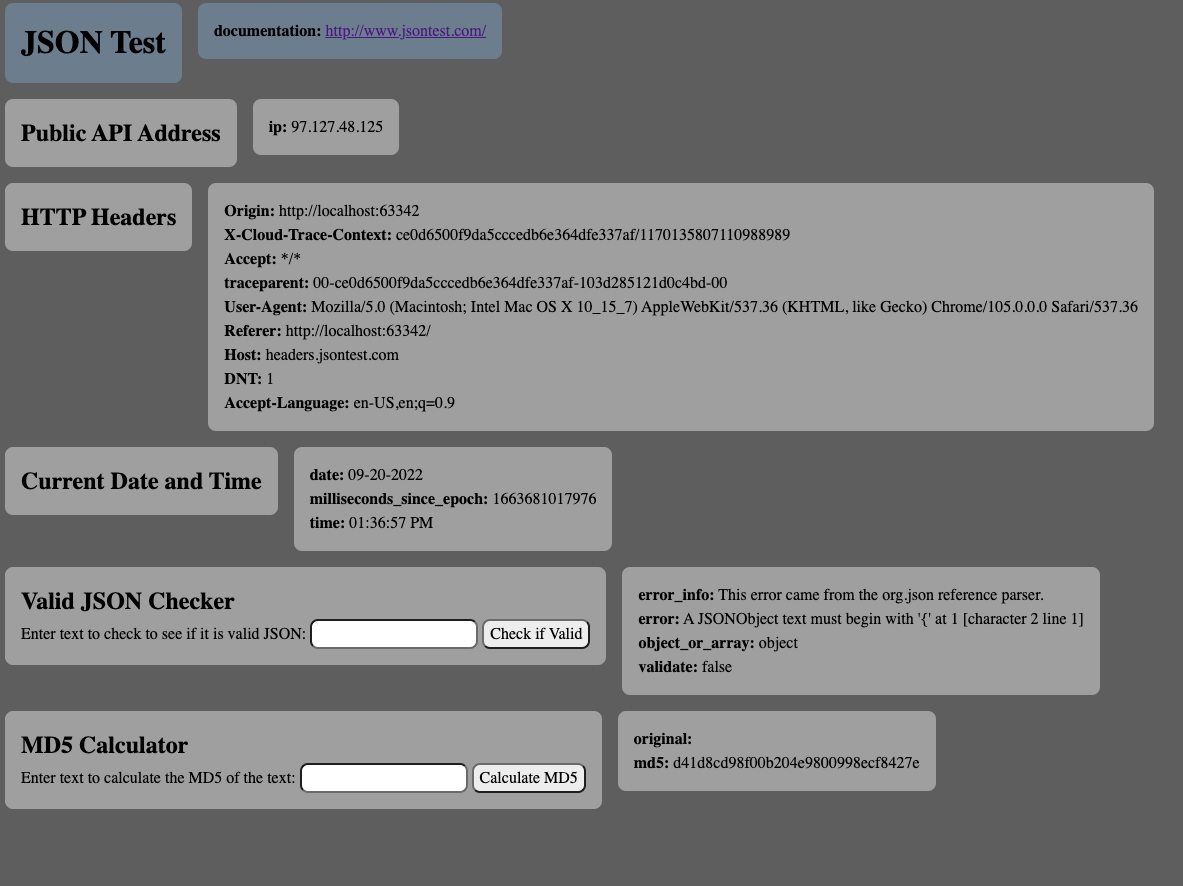 JSON Test
documentation: http://www.jsontest.com/
Public API Address
ip: 97.127.48.125
HTTP Headers
Origin: http://localhost:63342
X-Cloud-Trace-Context: ce0d6500f9da5cccedb6e364dfe337af/1170135807110988989
Accept: */*
traceparent: 00-ce0d6500f9da5cccedb6e364dfe337af-103d285121d0c4bd-00
User-Agent: Mozilla/5.0 (Macintosh; Intel Mac OS X 10_15_7) AppleWebKit/537.36 (KHTML, like Gecko) Chrome/105.0.0.0 Safari/537.36
Referer: http://localhost:63342/
Host: headers.jsontest.com
DNT: 1
Accept-Language: en-US,en;q=0.9
Current Date and Time
date: 09-20-2022
milliseconds_since_epoch: 1663681017976
time: 01:36:57 PM
Valid JSON Checker
Enter text to check to see if it is valid JSON: Check if Valid
error_info: This error came from the org.json reference parser.
error: A JSONObject text must begin with '{' at 1 [character 2 line 1]
object_or_array: object
validate: false
MD5 Calculator
Enter text to calculate the MD5 of the text: Calculate MD5
original:
md5: d41d8cd98f00b204e9800998ecf8427e